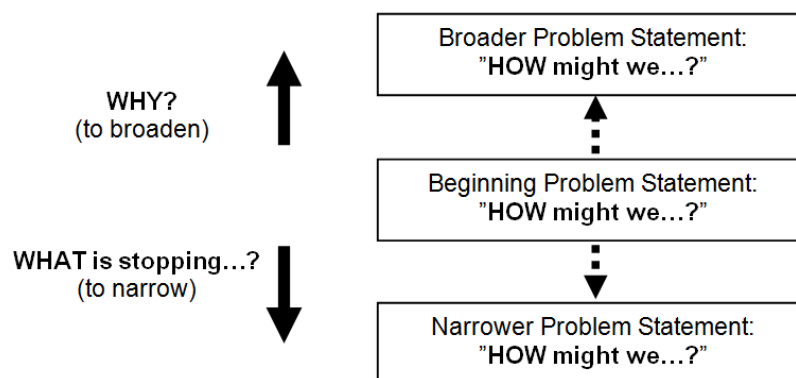 Broader Problem Statement:
”HOW might we…?”
WHY?
(to broaden)
Beginning Problem Statement:
”HOW might we…?”
WHAT is stopping…?
(to narrow)
Narrower Problem Statement:
”HOW might we…?”